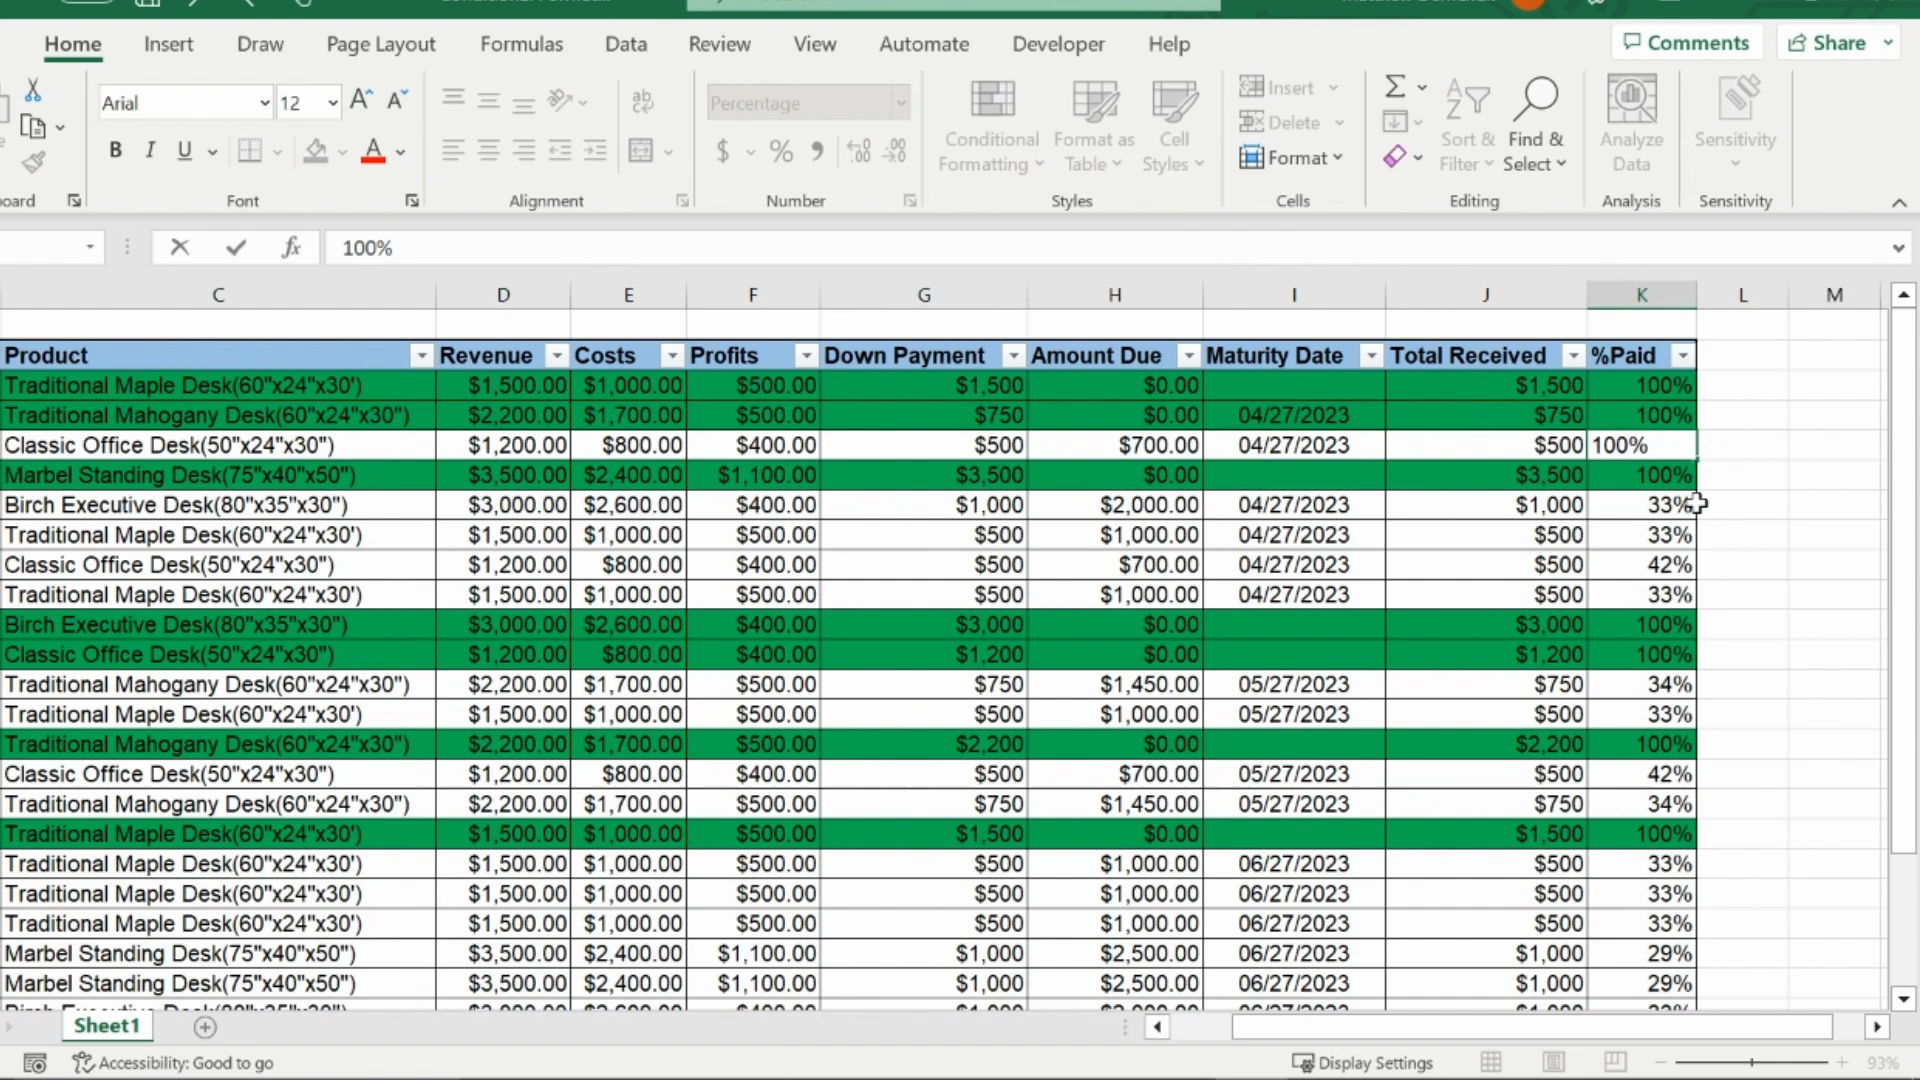 Home Insert Draw Page Layout Formulas Data Review View Automate Developer Help Comments Share
Arial 12 Percentage Insert
Conditional Formatting Format as Table Cell Styles Delete Sort & Filter Find & Select Analyze Data Sensitivity
B I U $ % Format
Font Alignment Number Styles Cells Editing Analysis Sensitivity
fx 100%
C D E F G H I J K L M
Product Revenue Costs Profits Down Payment Amount Due Maturity Date Total Received %Paid
Traditional Maple Desk(60"x24"x30') $1,500.00 $1,000.00 $500.00 $1,500 $0.00 $1,500 100%
Traditional Mahogany Desk(60"x24"x30") $2,200.00 $1,700.00 $500.00 $750 $0.00 04/27/2023 $750 100%
Classic Office Desk(50"x24"x30") $1,200.00 $800.00 $400.00 $500 $700.00 04/27/2023 $500 100%
Marbel Standing Desk(75"x40"x50") $3,500.00 $2,400.00 $1,100.00 $3,500 $0.00 $3,500 100%
Birch Executive Desk(80"x35"x30") $3,000.00 $2,600.00 $400.00 $1,000 $2,000.00 04/27/2023 $1,000 33%
Traditional Maple Desk(60"x24"x30') $1,500.00 $1,000.00 $500.00 $500 $1,000.00 04/27/2023 $500 33%
Classic Office Desk(50"x24"x30") $1,200.00 $800.00 $400.00 $500 $700.00 04/27/2023 $500 42%
Traditional Maple Desk(60"x24"x30') $1,500.00 $1,000.00 $500.00 $500 $1,000.00 04/27/2023 $500 33%
Birch Executive Desk(80"x35"x30") $3,000.00 $2,600.00 $400.00 $3,000 $0.00 $3,000 100%
Classic Office Desk(50"x24"x30") $1,200.00 $800.00 $400.00 $1,200 $0.00 $1,200 100%
Traditional Mahogany Desk(60"x24"x30") $2,200.00 $1,700.00 $500.00 $750 $1,450.00 05/27/2023 $750 34%
Traditional Maple Desk(60"x24"x30') $1,500.00 $1,000.00 $500.00 $500 $1,000.00 05/27/2023 $500 33%
Traditional Mahogany Desk(60"x24"x30") $2,200.00 $1,700.00 $500.00 $2,200 $0.00 $2,200 100%
Classic Office Desk(50"x24"x30") $1,200.00 $800.00 $400.00 $500 $700.00 05/27/2023 $500 42%
Traditional Mahogany Desk(60"x24"x30") $2,200.00 $1,700.00 $500.00 $750 $1,450.00 05/27/2023 $750 34%
Traditional Maple Desk(60"x24"x30') $1,500.00 $1,000.00 $500.00 $1,500 $0.00 $1,500 100%
Traditional Maple Desk(60"x24"x30') $1,500.00 $1,000.00 $500.00 $500 $1,000.00 06/27/2023 $500 33%
Traditional Maple Desk(60"x24"x30') $1,500.00 $1,000.00 $500.00 $500 $1,000.00 06/27/2023 $500 33%
Traditional Maple Desk(60"x24"x30') $1,500.00 $1,000.00 $500.00 $500 $1,000.00 06/27/2023 $500 33%
Marbel Standing Desk(75"x40"x50") $3,500.00 $2,400.00 $1,100.00 $1,000 $2,500.00 06/27/2023 $1,000 29%
Marbel Standing Desk(75"x40"x50") $3,500.00 $2,400.00 $1,100.00 $1,000 $2,500.00 06/27/2023 $1,000 29%
Sheet1
Accessibility: Good to go Display Settings 93%